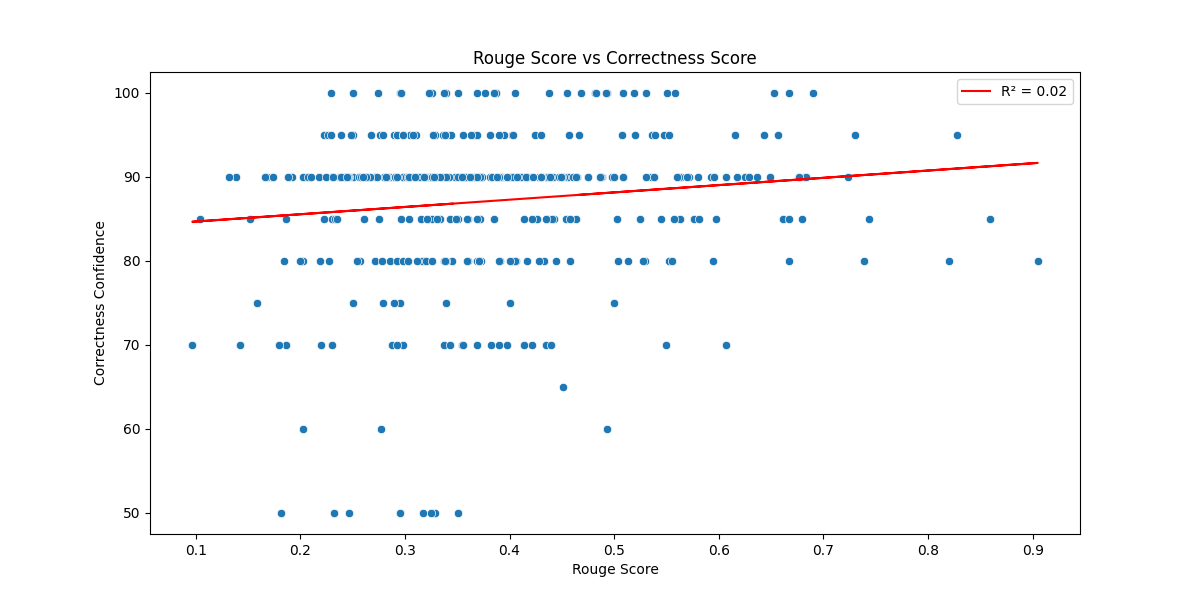 Rouge Score vs Correctness Score
R² = 0.02
Correctness Confidence
100
90
80
70
60
50
0.1 0.2 0.3 0.4 0.5 0.6 0.7 0.8 0.9
Rouge Score